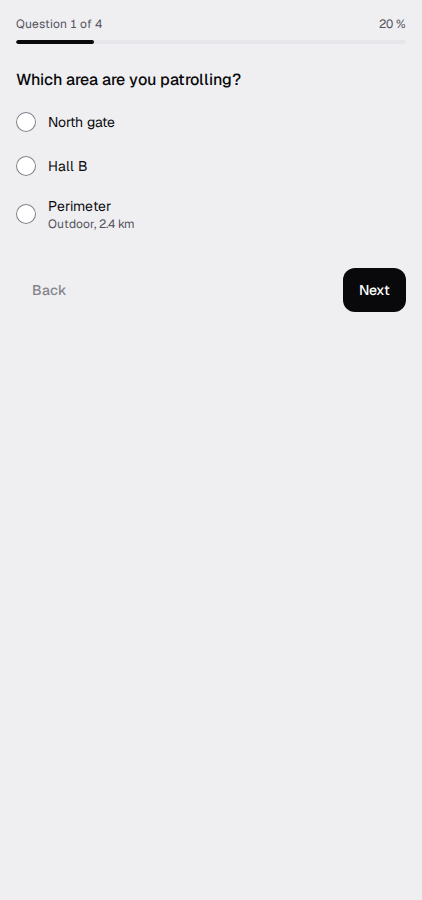 Question 1 of 4
20 %
Which area are you patrolling?
North gate
Hall B
Perimeter
Outdoor, 2.4 km
Back
Next